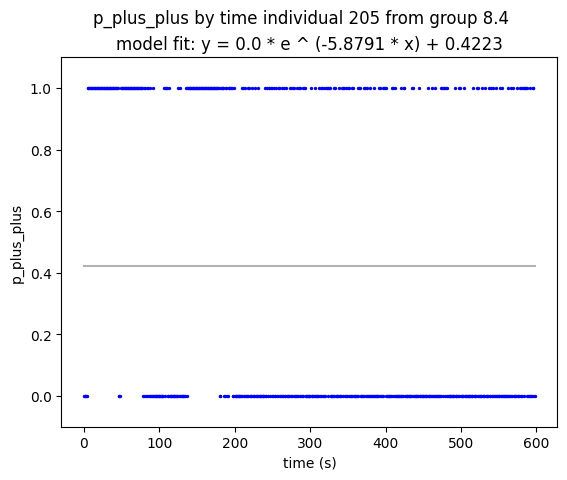 p_plus_plus by time individual 205 from group 8.4
model fit: y = 0.0 * e ^ (-5.8791 * x) + 0.4223
1.0
0.8
0.6
0.4
0.2
0.0
p_plus_plus
0 100 200 300 400 500 600
time (s)